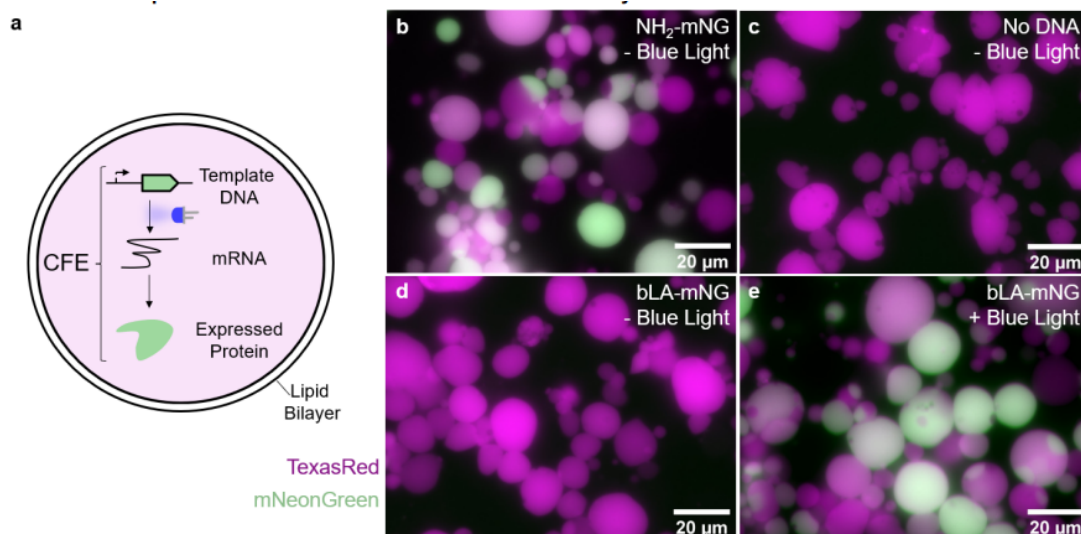 a
Template
DNA
CFE
mRNA
Expressed
Protein
Lipid
Bilayer
TexasRed
mNeonGreen
b
NH₂-mNG
- Blue Light
20 µm
c
No DNA
- Blue Light
20 µm
d
bLA-mNG
- Blue Light
20 µm
e
bLA-mNG
+ Blue Light
20 µm